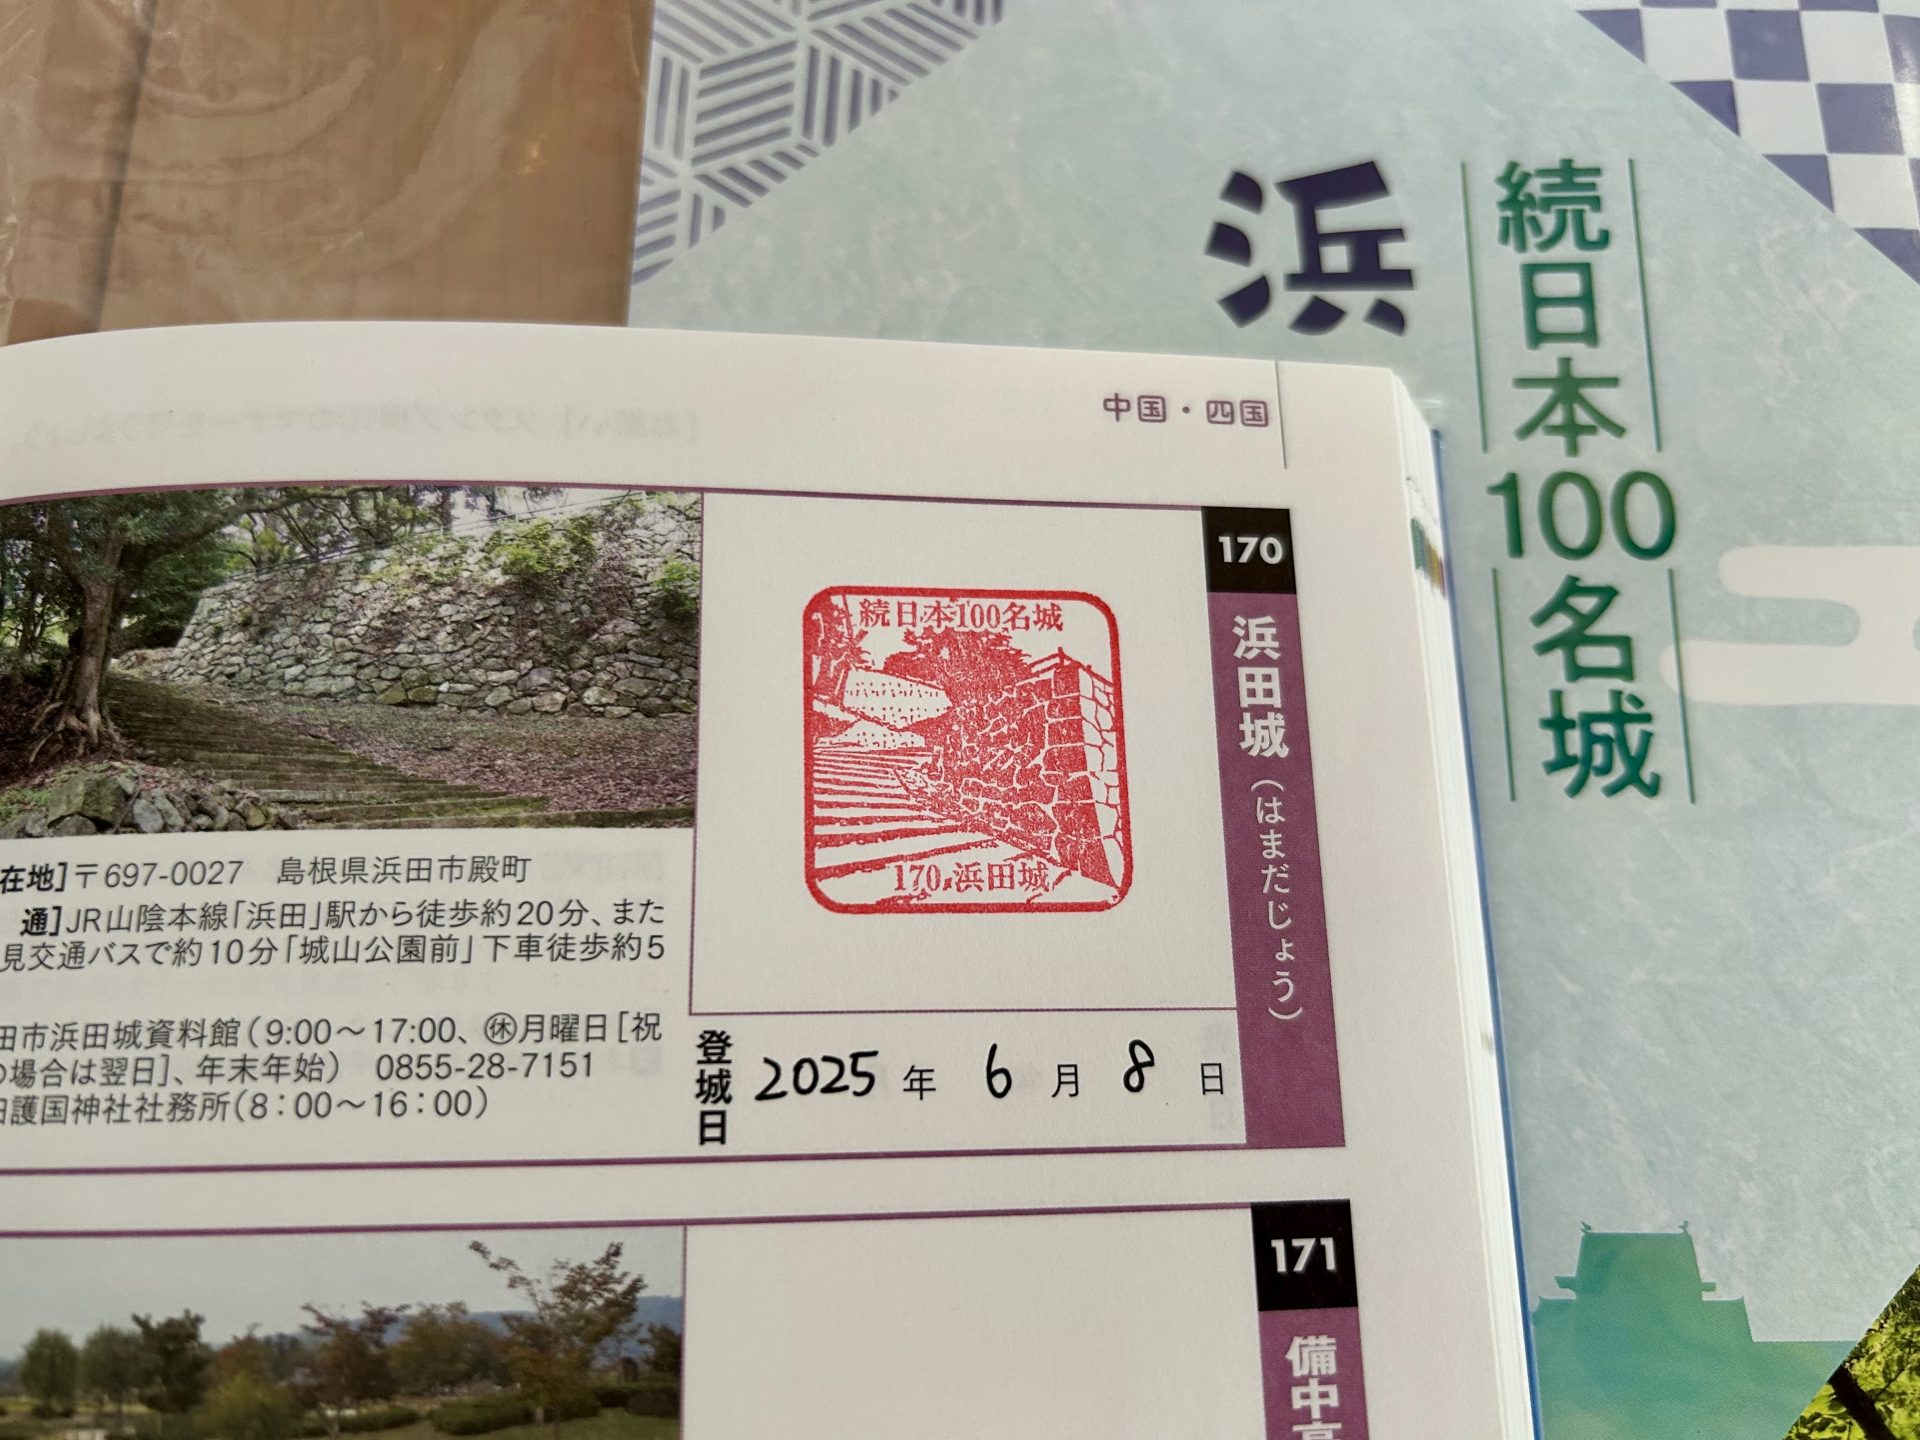 浜
続日本100名城
中国・四国
170
浜田城(はまだじょう)
続日本100名城
170.浜田城
在地]〒697-0027　島根県浜田市殿町
通]JR山陰本線「浜田」駅から徒歩約20分、また
見交通バスで約10分「城山公園前」下車徒歩約5
田市浜田城資料館(9:00〜17:00、㊡月曜日[祝
の場合は翌日]、年末年始)　0855-28-7151
田護国神社社務所(8：00〜16：00)
登城日 2025年 6月 8日
171
備中高